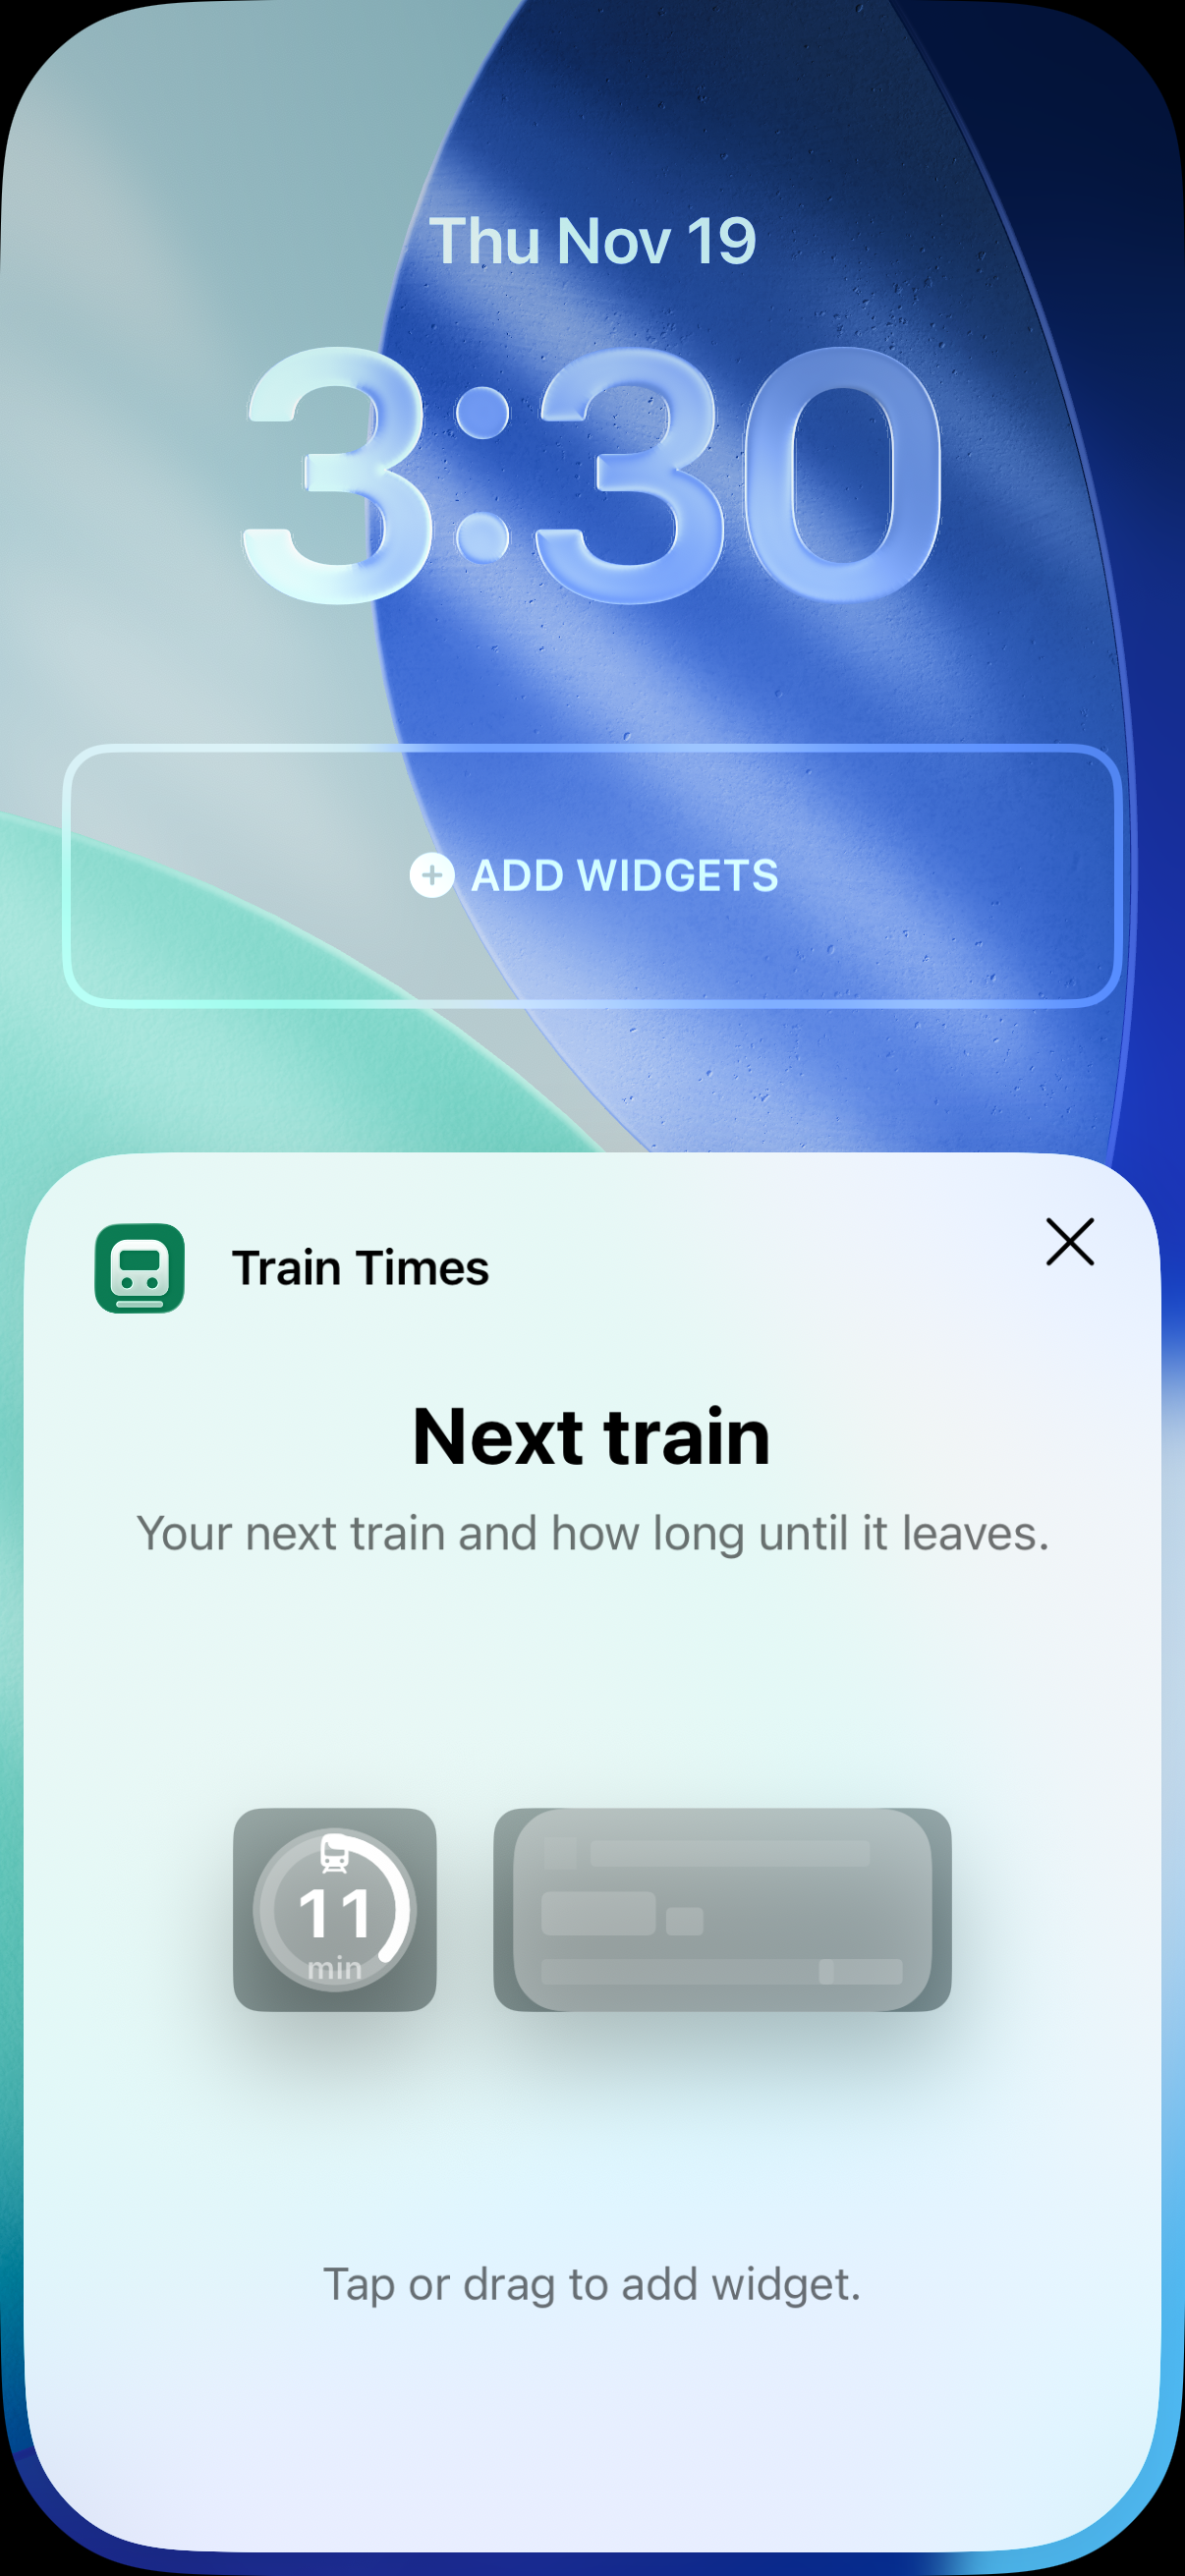 Thu Nov 19
3:30
ADD WIDGETS
Train Times
Next train
Your next train and how long until it leaves.
11
min
Tap or drag to add widget.